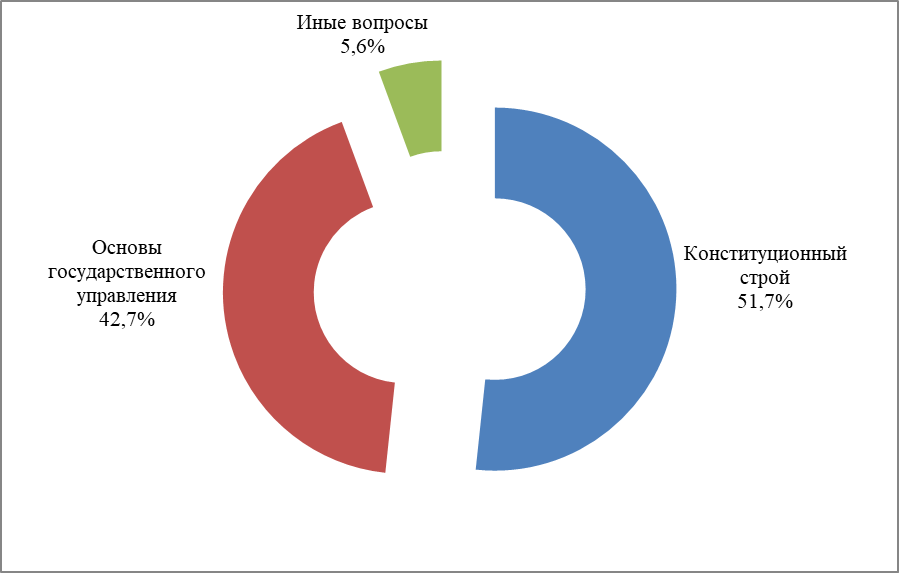 Иные вопросы
5,6%
Основы
государственного
управления
42,7%
Конституционный
строй
51,7%